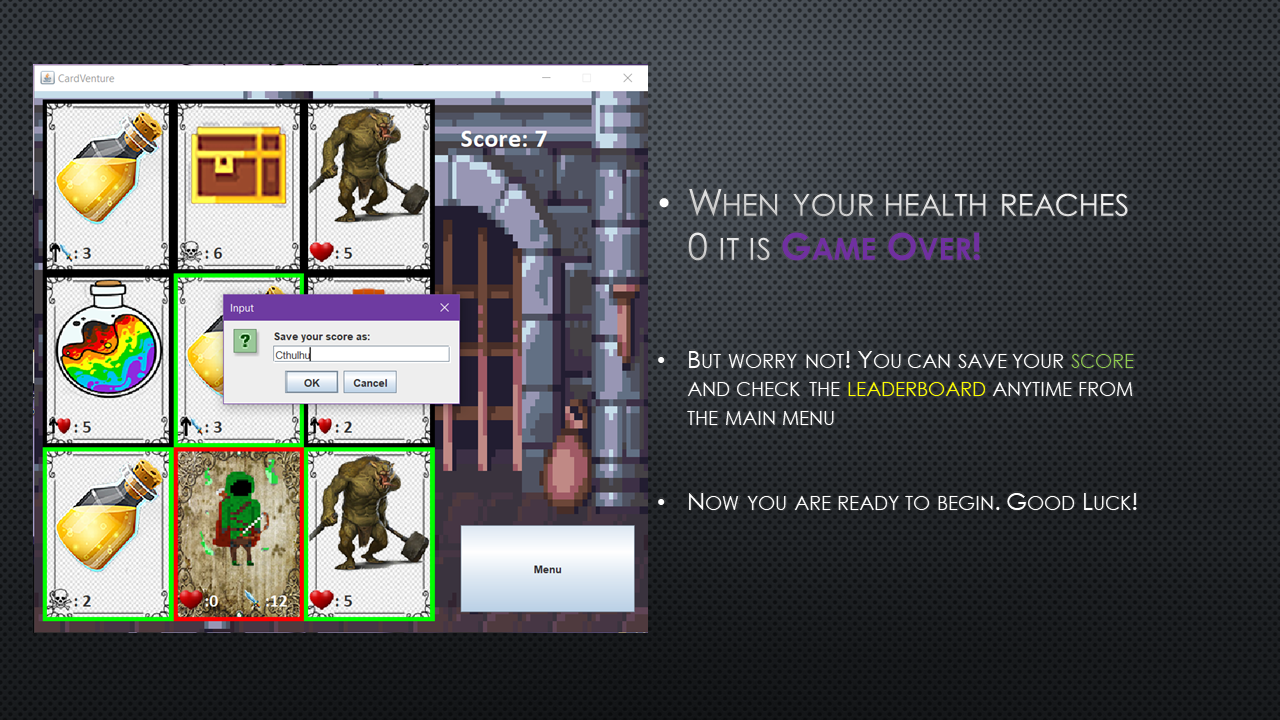 CardVenture
Score: 7
: 3
: 6
: 5
: 5
: 3
: 2
: 2
:0
:12
: 5
Input
?
Save your score as:
Cthulhu
OK
Cancel
Menu
• When your health reaches
0 it is Game Over!
• But worry not! You can save your score
and check the leaderboard anytime from
the main menu
• Now you are ready to begin. Good Luck!